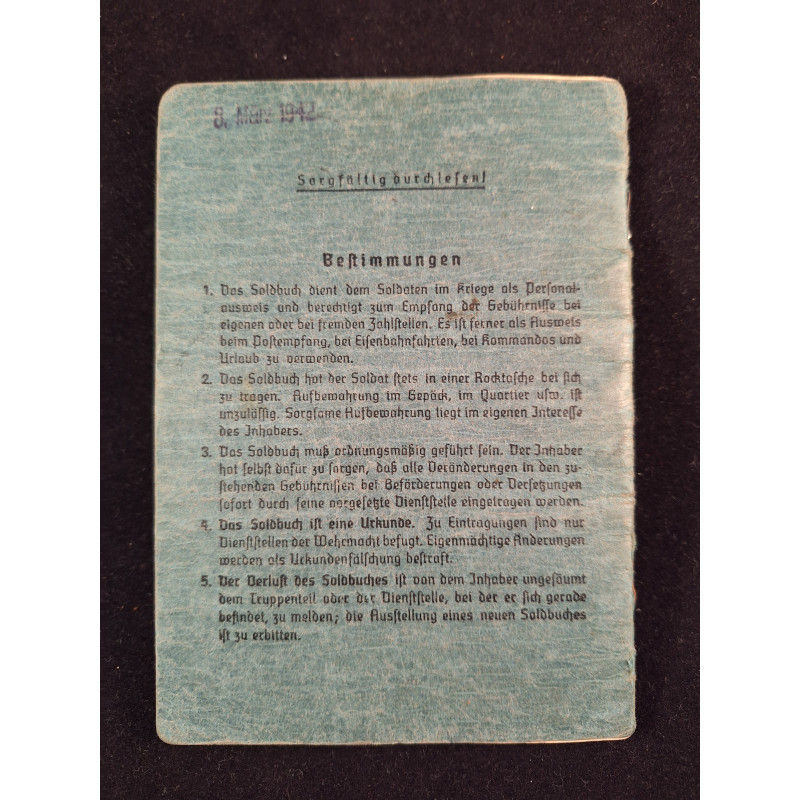 8. März 1942
Sorgfältig durchlesen!
Bestimmungen
1. Das Soldbuch dient dem Soldaten im Kriege als Personal-
ausweis und berechtigt zum Empfang der Gebührnisse bei
eigenen oder bei fremden Zahlstellen. Es ist ferner als Ausweis
beim Postempfang, bei Eisenbahnfahrten, bei Kommandos und
Urlaub zu verwenden.
2. Das Soldbuch hat der Soldat stets in einer Rocktasche bei sich
zu tragen. Aufbewahrung im Gepäck, im Quartier usw. ist
unzulässig. Sorgsame Aufbewahrung liegt im eigenen Interesse
des Inhabers.
3. Das Soldbuch muß ordnungsmäßig geführt sein. Der Inhaber
hat selbst dafür zu sorgen, daß alle Veränderungen in den zu-
stehenden Gebührnissen bei Beförderungen oder Versetzungen
sofort durch seine vorgesetzte Dienststelle eingetragen werden.
4. Das Soldbuch ist eine Urkunde. Zu Eintragungen sind nur
Dienststellen der Wehrmacht befugt. Eigenmächtige Änderungen
werden als Urkundenfälschung bestraft.
5. Der Verlust des Soldbuches ist von dem Inhaber ungesäumt
dem Truppenteil oder der Dienststelle, bei der er sich gerade
befindet, zu melden; die Ausstellung eines neuen Soldbuches
ist zu erbitten.